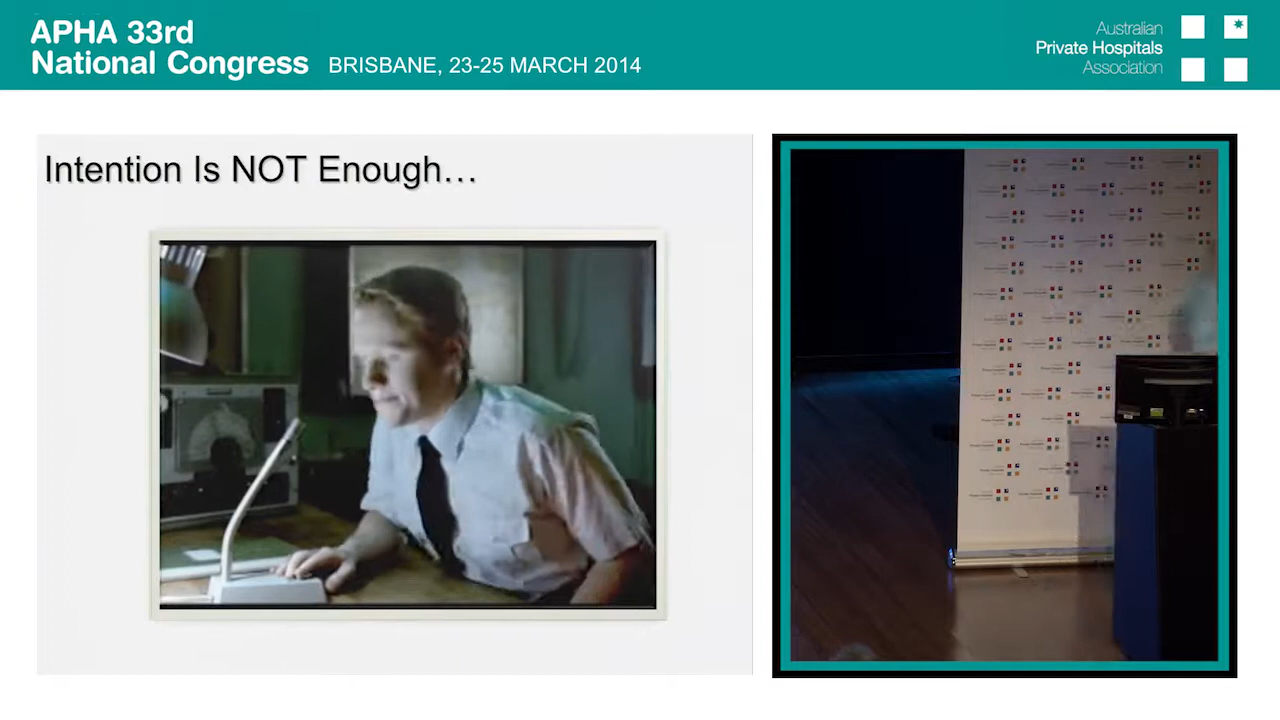 APHA 33rd
National Congress BRISBANE, 23-25 MARCH 2014
Australian
Private Hospitals
Association
Intention Is NOT Enough…